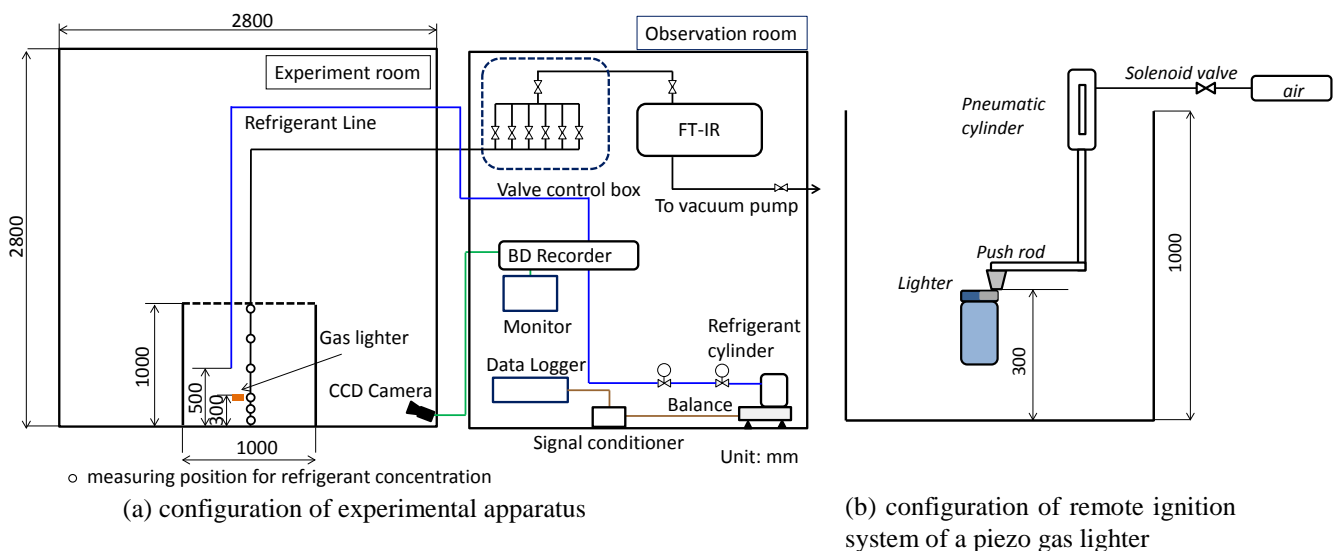 2800
2800
Experiment room
Refrigerant Line
Gas lighter
CCD Camera
1000
500
300
1000
Observation room
Valve control box
FT-IR
To vacuum pump
BD Recorder
Monitor
Data Logger
Refrigerant
cylinder
Balance
Signal conditioner
Unit: mm
measuring position for refrigerant concentration
(a) configuration of experimental apparatus
Solenoid valve
air
Pneumatic
cylinder
Push rod
Lighter
300
1000
(b) configuration of remote ignition
system of a piezo gas lighter